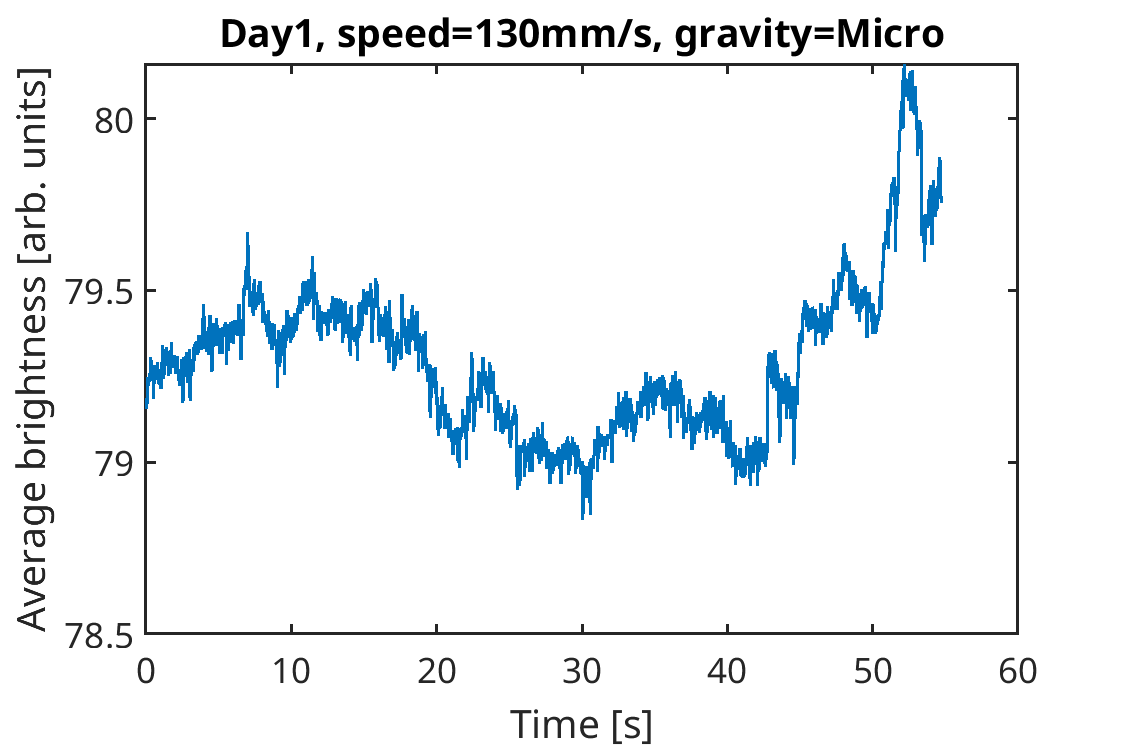 Day1, speed=130mm/s, gravity=Micro
Average brightness [arb. units]
80
79.5
79
78.5
0 10 20 30 40 50 60
Time [s]